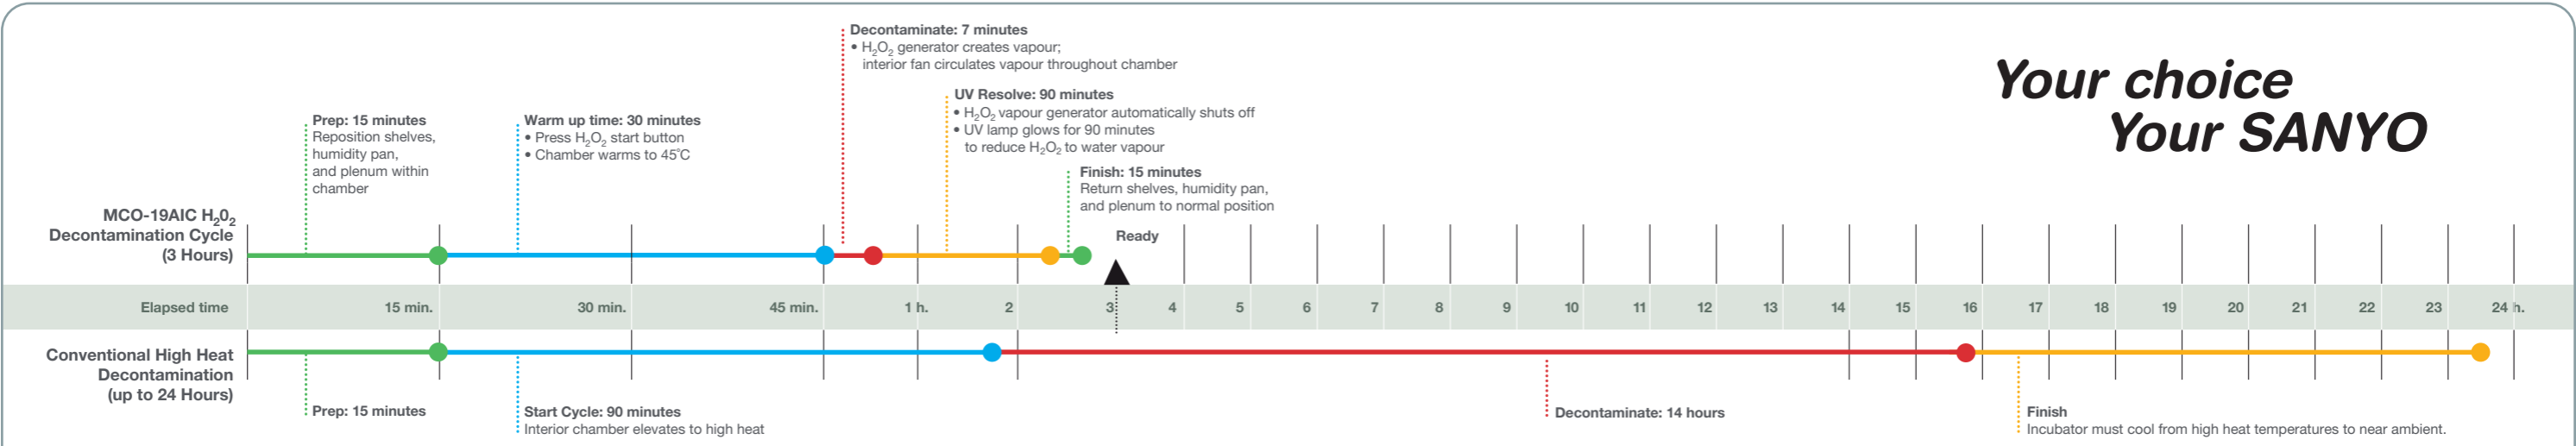 Decontaminate: 7 minutes
• H₂O₂ generator creates vapour;
interior fan circulates vapour throughout chamber
Your choice
Your SANYO
UV Resolve: 90 minutes
• H₂O₂ vapour generator automatically shuts off
• UV lamp glows for 90 minutes
to reduce H₂O₂ to water vapour
Prep: 15 minutes
Reposition shelves,
humidity pan,
and plenum within
chamber
Warm up time: 30 minutes
• Press H₂O₂ start button
• Chamber warms to 45°C
Finish: 15 minutes
Return shelves, humidity pan,
and plenum to normal position
MCO-19AIC H₂0₂
Decontamination Cycle
(3 Hours)
Ready
Elapsed time 15 min. 30 min. 45 min. 1 h. 2 3 4 5 6 7 8 9 10 11 12 13 14 15 16 17 18 19 20 21 22 23 24 h.
Conventional High Heat
Decontamination
(up to 24 Hours)
Prep: 15 minutes
Start Cycle: 90 minutes
Interior chamber elevates to high heat
Decontaminate: 14 hours
Finish
Incubator must cool from high heat temperatures to near ambient.